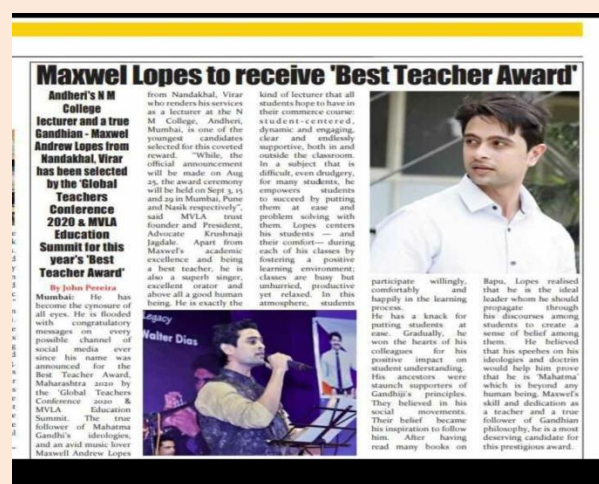 Maxwel Lopes to receive 'Best Teacher Award'
Andheri's N M
College
lecturer and a true
Gandhian - Maxwel
Andrew Lopes from
Nandakhal, Virar
has been selected
by the 'Global
Teachers
Conference
2020 & MVLA
Education
Summit for this
year's 'Best
Teacher Award'
By John Pereira
Mumbai: He has
become the cynosure of
all eyes. He is flooded
with congratulatory
messages on every
possible channel of
social media ever
since his name was
announced for the
Best Teacher Award,
Maharashtra 2020 by
the 'Global Teachers
Conference 2020 &
MVLA Education
Summit. The true
follower of Mahatma
Gandhi's ideologies,
and an avid music lover
Maxwell Andrew Lopes
from Nandakhal, Virar
who renders his services
as a lecturer at the N
M College, Andheri,
Mumbai, is one of the
youngest candidates
selected for this coveted
reward. "While, the
official announcement
will be made on Aug
25, the award ceremony
will be held on Sept 3, 15
and 29 in Mumbai, Pune
and Nasik respectively".
said MVLA trust
founder and President,
Advocate Krushnaji
Jagdale. Apart from
Maxwel's academic
excellence and being
a best teacher, he is
also a superb singer,
excellent orator and
above all a good human
being. He is exactly the
kind of lecturer that all
students hope to have in
their commerce course:
student-centered,
dynamic and engaging,
clear and endlessly
supportive, both in and
outside the classroom.
In a subject that is
difficult, even drudgery,
for many students, he
empowers students
to succeed by putting
them at ease and
problem solving with
them. Lopes centers
his students — and
their comfort— during
each of his classes by
fostering a positive
learning environment;
classes are busy but
unhurried, productive
yet relaxed. In this
atmosphere, students
Legacy
Walter Dias
participate willingly,
comfortably and
happily in the learning
process.
He has a knack for
putting students at
ease. Gradually, he
won the hearts of his
colleagues for his
positive impact on
student understanding.
His ancestors were
staunch supporters of
Gandhiji's principles.
They believed in his
social movements.
Their belief became
his inspiration to follow
him. After having
read many books on
Bapu, Lopes realised
that he is the ideal
leader whom he should
propagate through
his discourses among
students to create a
sense of belief among
them. He believed
that his speehes on his
ideologies and doctrin
would help him prove
that he is 'Mahatma'
which is beyond any
human being. Maxwel's
skill and dedication as
a teacher and a true
follower of Gandhian
philosophy, he is a most
deserving candidate for
this prestigious award.